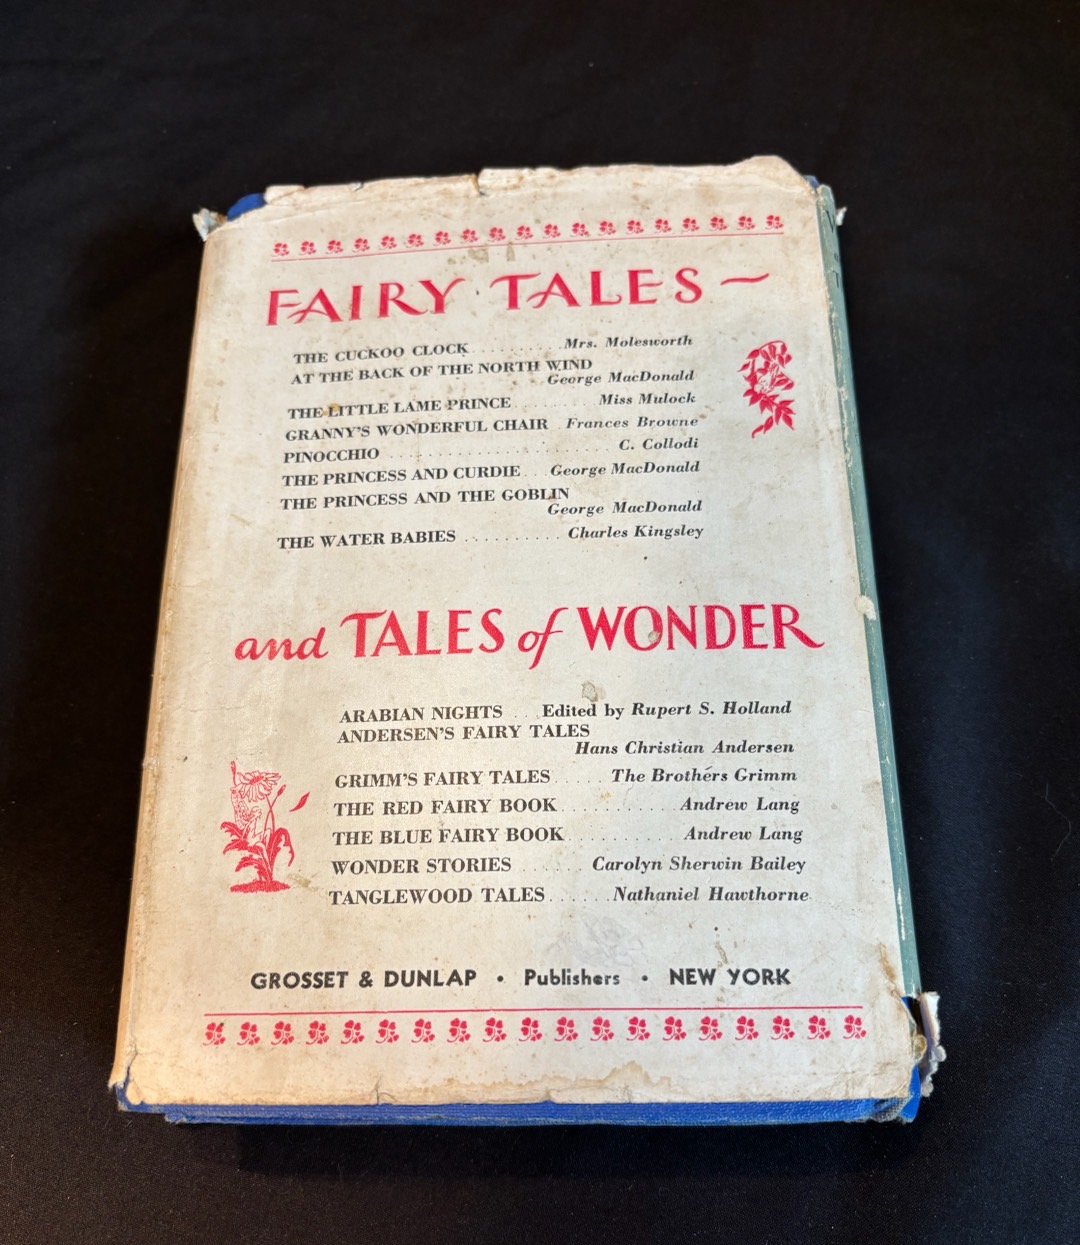 FAIRY TALES ~
THE CUCKOO CLOCK . . . . . . . . . Mrs. Molesworth
AT THE BACK OF THE NORTH WIND
George MacDonald
THE LITTLE LAME PRINCE . . . . . . . . Miss Mulock
GRANNY'S WONDERFUL CHAIR . Frances Browne
PINOCCHIO . . . . . . . . . . . . . . . . . . . . . . C. Collodi
THE PRINCESS AND CURDIE . . George MacDonald
THE PRINCESS AND THE GOBLIN
George MacDonald
THE WATER BABIES . . . . . . . . . . Charles Kingsley
and TALES of WONDER
ARABIAN NIGHTS . . . Edited by Rupert S. Holland
ANDERSEN'S FAIRY TALES
Hans Christian Andersen
GRIMM'S FAIRY TALES . . . . . The Brothers Grimm
THE RED FAIRY BOOK . . . . . . . . . . . Andrew Lang
THE BLUE FAIRY BOOK . . . . . . . . . . . Andrew Lang
WONDER STORIES . . . . . . Carolyn Sherwin Bailey
TANGLEWOOD TALES . . . . . . Nathaniel Hawthorne
GROSSET & DUNLAP • Publishers • NEW YORK